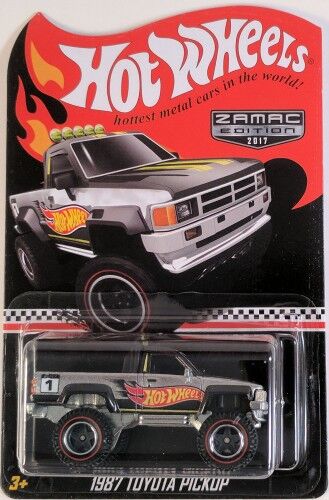 HOT WHEELS
hottest metal cars in the world!
ZAMAC
EDITION
2017
HOT WHEELS
1
HOT WHEELS
3+
1987 TOYOTA PICKUP